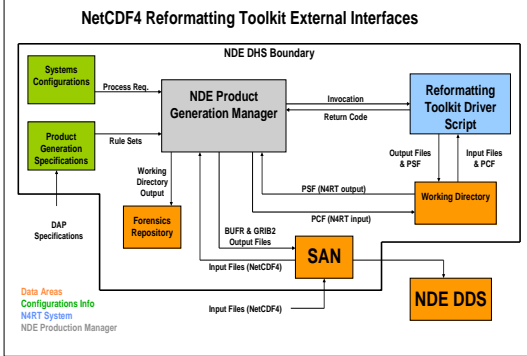 NetCDF4 Reformatting Toolkit External Interfaces
NDE DHS Boundary
Systems
Configurations
Process Req.
NDE Product
Generation Manager
Invocation
Return Code
Reformatting
Toolkit Driver
Script
Product
Generation
Specifications
Rule Sets
Working
Directory
Output
Output Files
& PSF
Input Files
& PCF
PSF (N4RT output)
Working Directory
PCF (N4RT input)
DAP
Specifications
Forensics
Repository
BUFR & GRIB2
Output Files
Input Files (NetCDF4)
SAN
NDE DDS
Input Files (NetCDF4)
Data Areas
Configurations Info
N4RT System
NDE Production Manager